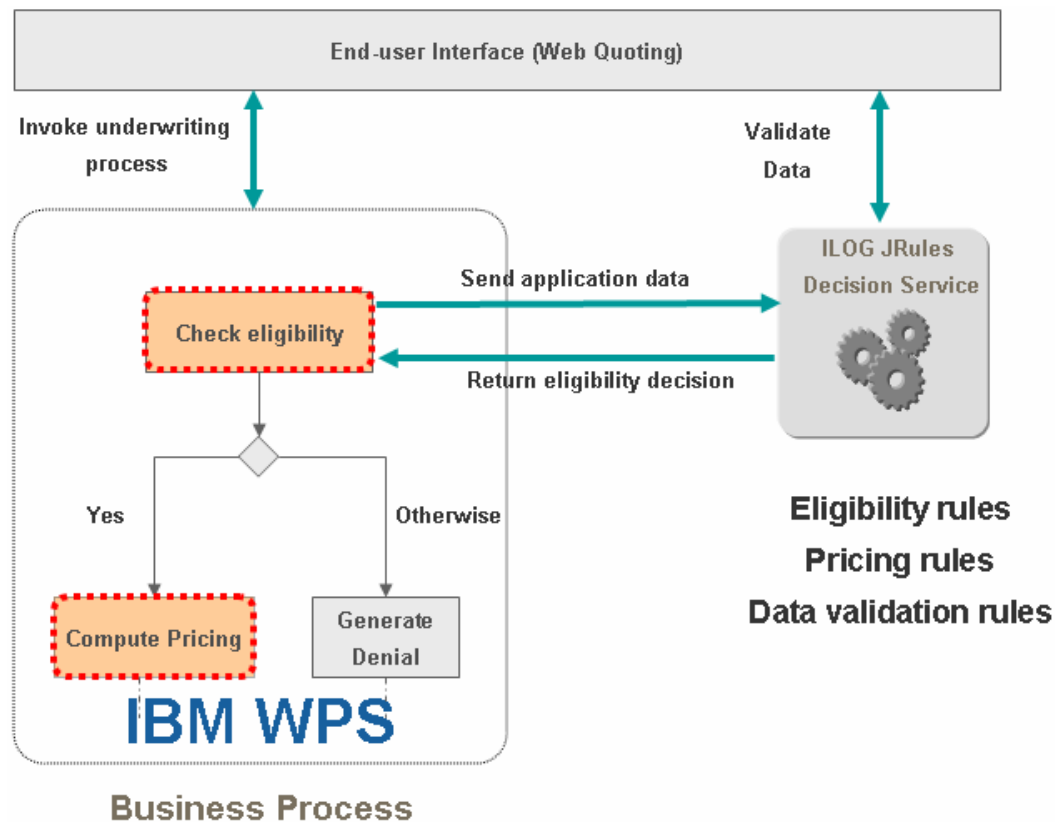 End-user Interface (Web Quoting)
Invoke underwriting
process
Validate
Data
ILOG JRules
Decision Service
Send application data
Check eligibility
Return eligibility decision
Yes
Otherwise
Eligibility rules
Pricing rules
Data validation rules
Compute Pricing
Generate
Denial
IBM WPS
Business Process